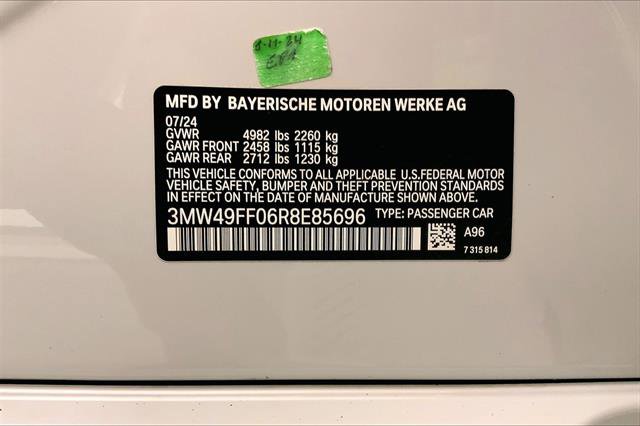 8-11-24
MFD BY BAYERISCHE MOTOREN WERKE AG
07/24
GVWR 4982 lbs 2260 kg
GAWR FRONT 2458 lbs 1115 kg
GAWR REAR 2712 lbs 1230 kg
THIS VEHICLE CONFORMS TO ALL APPLICABLE U.S.FEDERAL MOTOR
VEHICLE SAFETY, BUMPER AND THEFT PREVENTION STANDARDS
IN EFFECT ON THE DATE OF MANUFACTURE SHOWN ABOVE.
3MW49FF06R8E85696 TYPE: PASSENGER CAR
A96
7 315 814